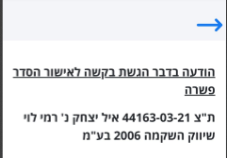 הודעה בדבר הגשת בקשה לאישור הסדר
פשרה
ת"צ 44163-03-21 איל יצחק נ' רמי לוי
שיווק השקמה 2006 בע"מ